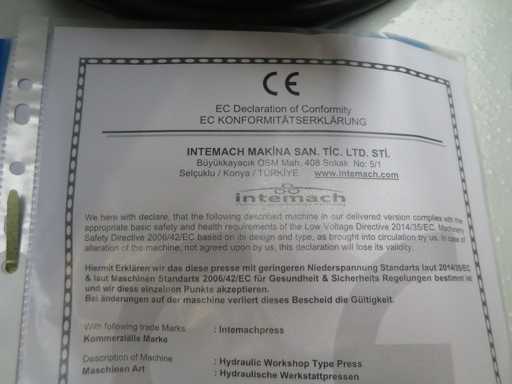 CE
EC Declaration of Conformity
EC KONFORMITÄTSERKLÄRUNG
INTEMACH MAKİNA SAN. TİC. LTD. STİ.
Büyükkayacık OSM Mah. 408 Sokak No: 5/1
Selçuklu / Konya / TÜRKİYE www.intemach.com
intemach
We here with declare, that the following described machine in our delivered version complies with the
appropriate basic safety and health requirements of the Low Voltage Directive 2014/35/EC, Machinery
Safety Directive 2006/42/EC based on its design and type, as brought into circulation by us. In case of
alteration of the machine, not agreed upon by us, this declaration will lose its validity.
Hiermit Erklären wir das diese presse mit geringeren Niederspannung Standarts laut 2014/35/EC
& laut Maschinen Standarts 2006/42/EC für Gesundheit & Sicherheits Regelungen bestimmt ist
und wir diese einzelnen Punkte akzeptieren.
Bei änderungen auf der maschine verliert dieses Bescheid die Gültigkeit.
With following trade Marks : Intemachpress
Kommerziälle Marke
Description of Machine : Hydraulic Workshop Type Press
Maschinen Art : Hydraulische Werkstattpressen